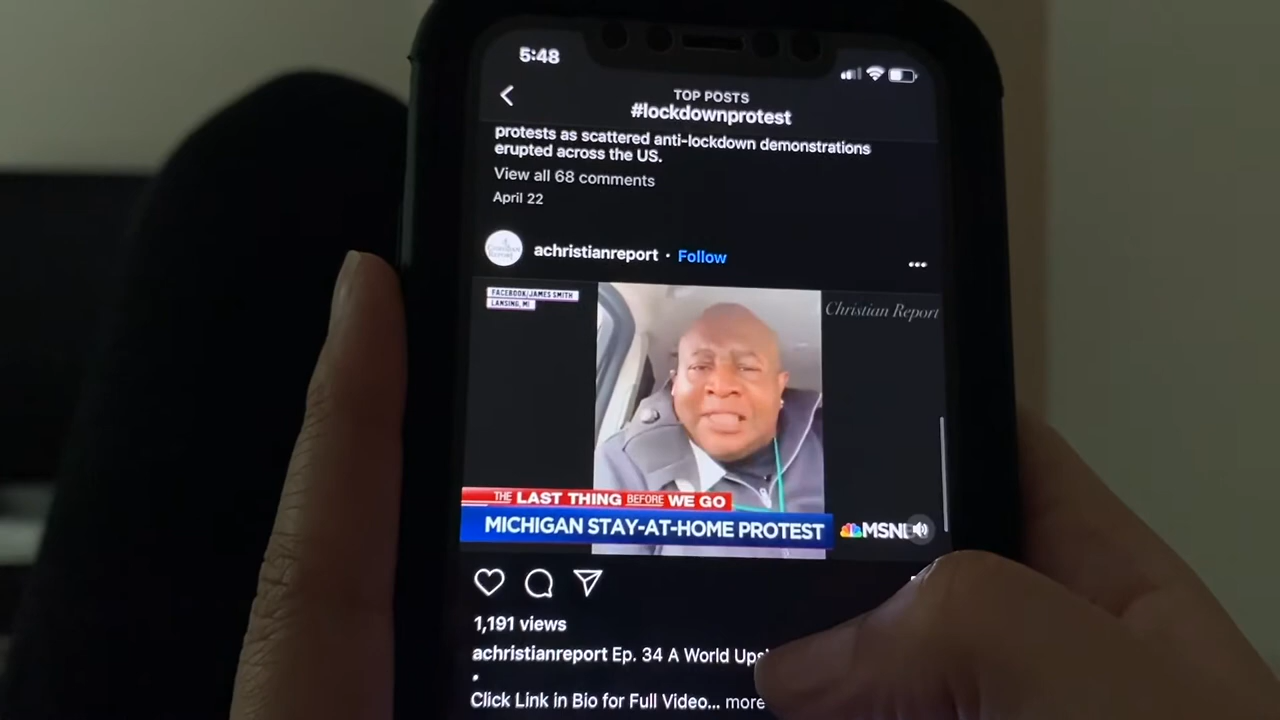 5:48
TOP POSTS
#lockdownprotest
protests as scattered anti-lockdown demonstrations
erupted across the US.
View all 68 comments
April 22
achristianreport · Follow
FACEBOOK/JAMES SMITH
LANSING, MI
Christian Report
THE LAST THING BEFORE WE GO
MICHIGAN STAY-AT-HOME PROTEST
1,191 views
achristianreport Ep. 34 A World
Click Link in Bio for Full Video... more